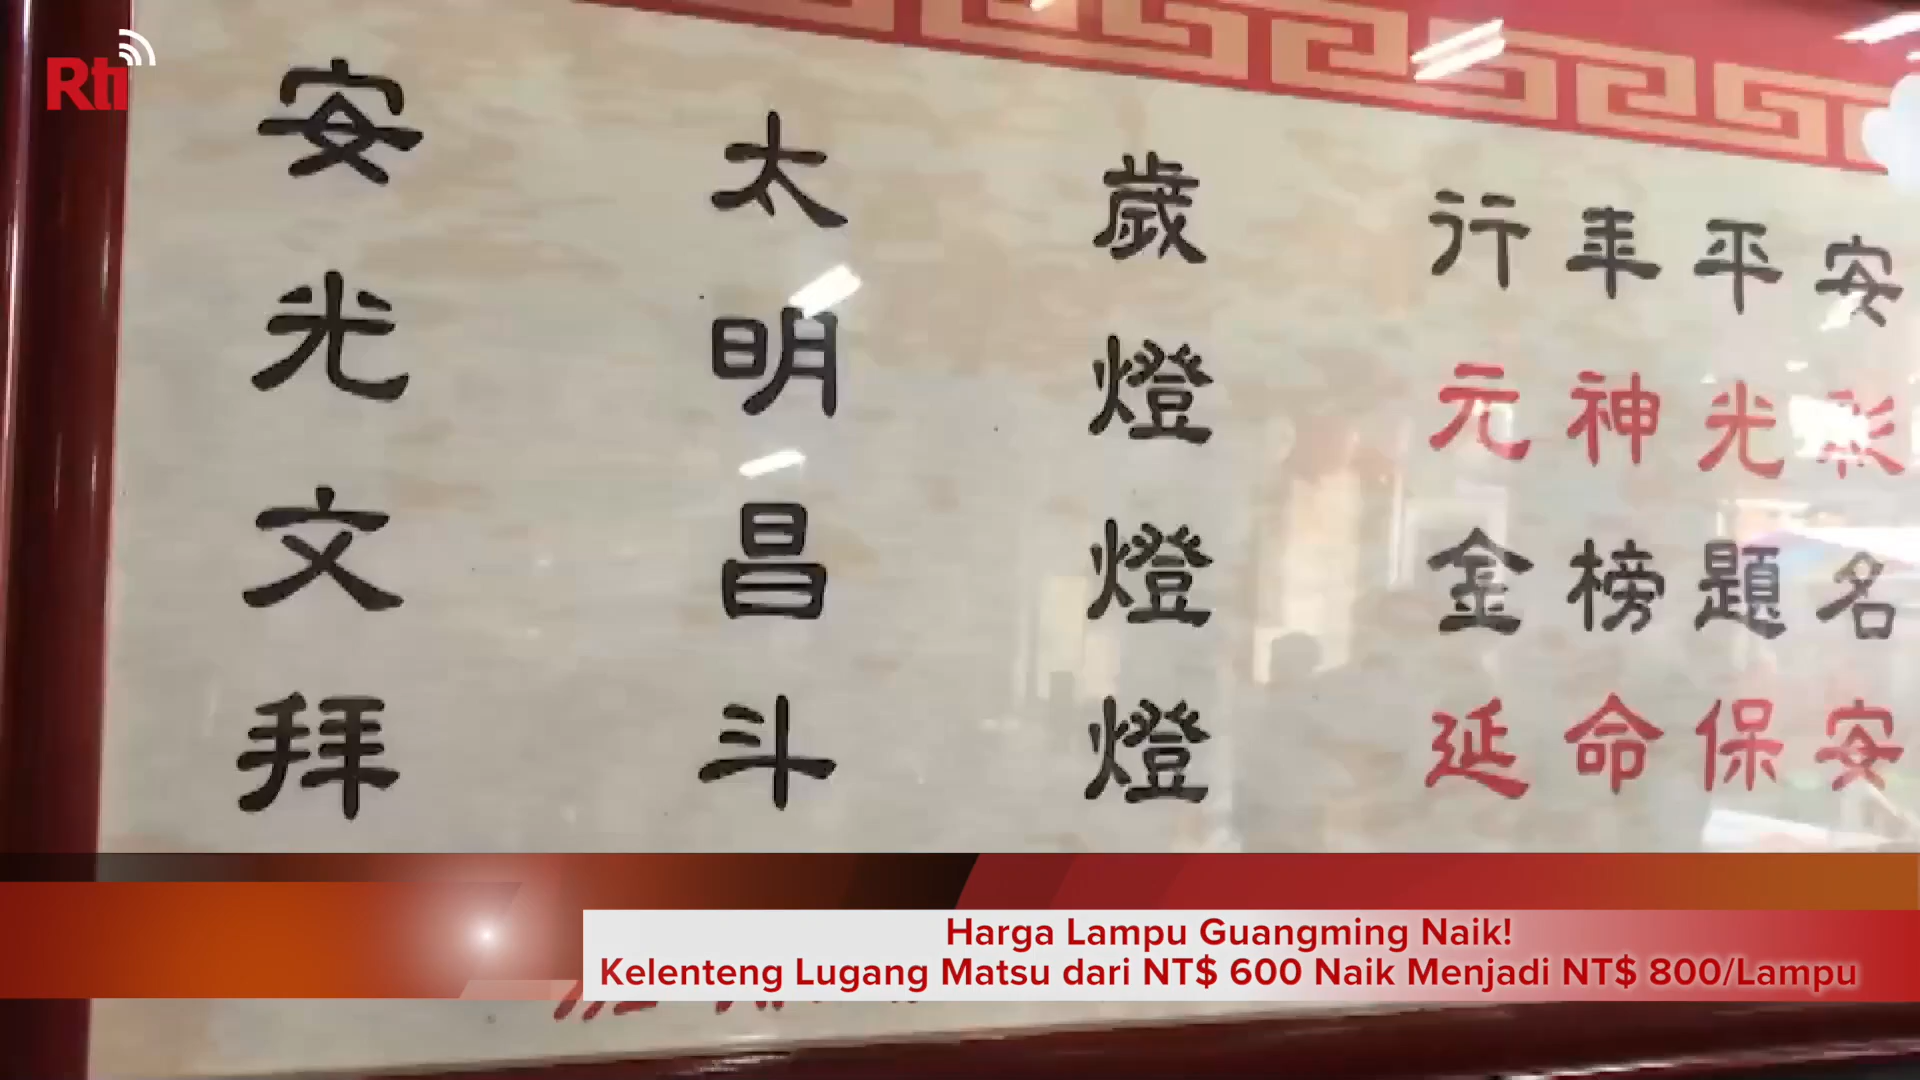 Rti
安太歲燈 行年平安
光明燈 元神光彩
文昌燈 金榜題名
拜斗 延命保安
Harga Lampu Guangming Naik!
Kelenteng Lugang Matsu dari NT$ 600 Naik Menjadi NT$ 800/Lampu